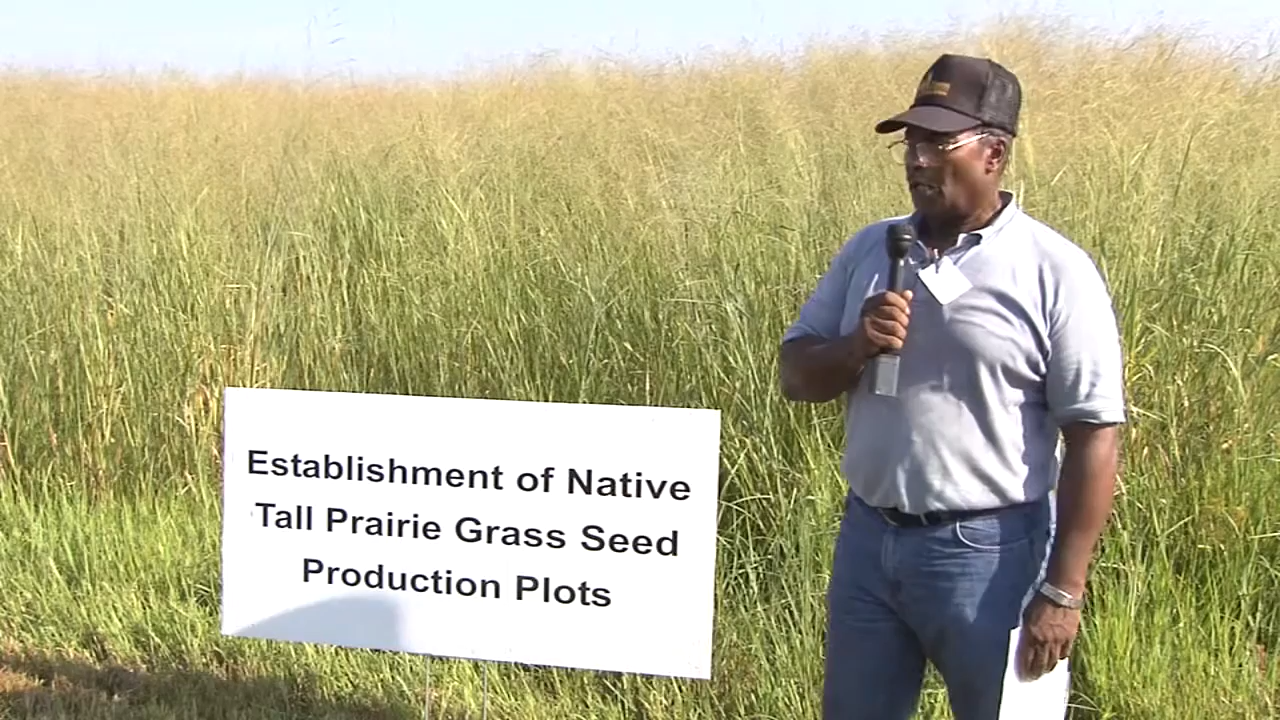 Establishment of Native
Tall Prairie Grass Seed
Production Plots